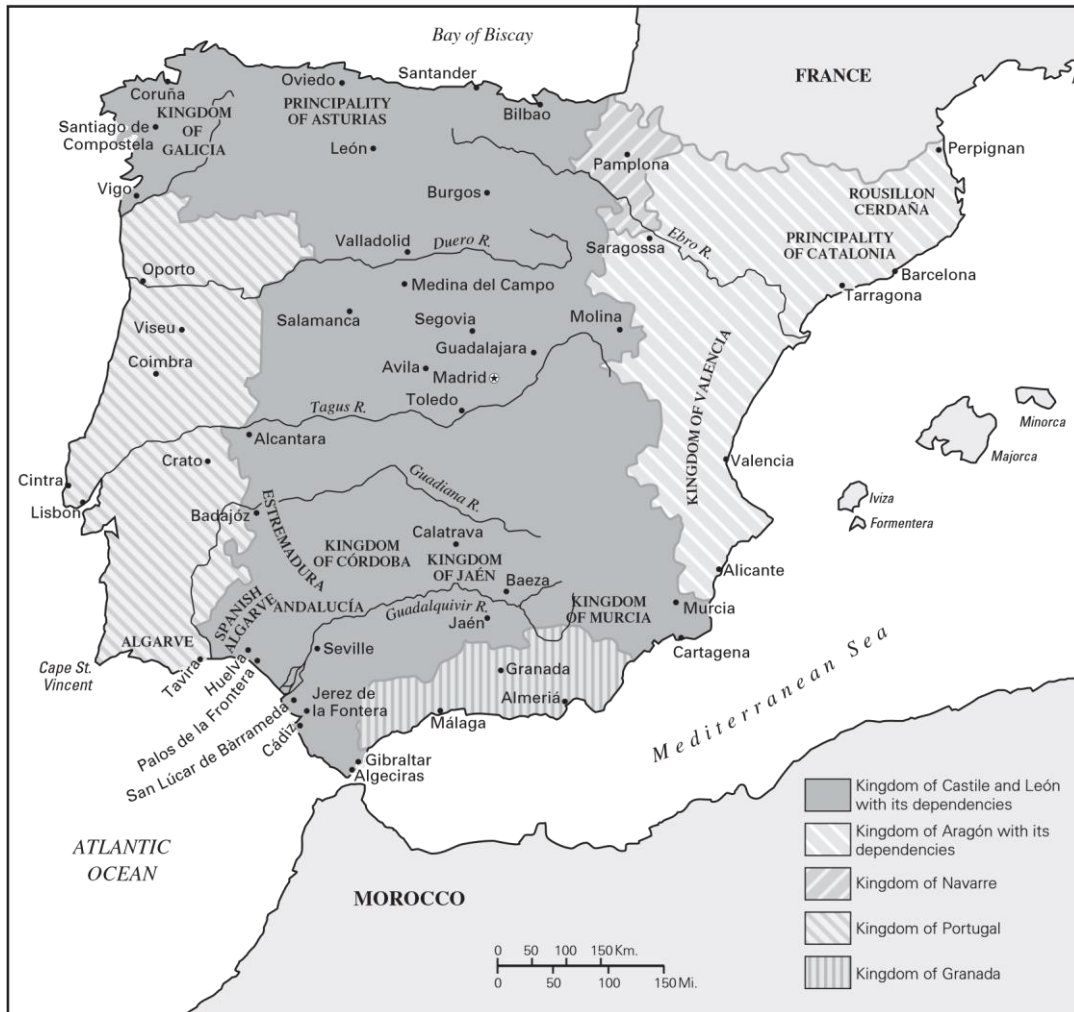 Bay of Biscay
FRANCE
Coruña
Oviedo
Santander
Bilbao
KINGDOM
OF
GALICIA
PRINCIPALITY
OF ASTURIAS
Santiago de
Compostela
León
Pamplona
Perpignan
Vigo
Burgos
ROUSILLON
CERDAÑA
Valladolid
Duero R.
Saragossa
Ebro R.
PRINCIPALITY
OF CATALONIA
Barcelona
Tarragona
Oporto
Medina del Campo
Salamanca
Segovia
Molina
Viseu
Guadalajara
Coimbra
Avila
Madrid
Toledo
Tagus R.
KINGDOM OF VALENCIA
Minorca
Majorca
Alcantara
Crato
Valencia
Cintra
Lisbon
Iviza
Formentera
Badajóz
ESTREMADURA
Guadiana R.
Calatrava
KINGDOM
OF CÓRDOBA
KINGDOM
OF JAÉN
Baeza
Alicante
SPANISH
ALGARVE
ANDALUCÍA
Guadalquivir R.
Jaén
KINGDOM
OF MURCIA
Murcia
Cartagena
ALGARVE
Seville
Granada
Almeriá
Málaga
Cape St.
Vincent
Tavira
Huelva
Palos de la Frontera
San Lúcar de Bàrrameda
Cádiz
Jerez de
la Fontera
Gibraltar
Algeciras
Mediterranean Sea
ATLANTIC
OCEAN
MOROCCO
Kingdom of Castile and León
with its dependencies
Kingdom of Aragón with its
dependencies
Kingdom of Navarre
Kingdom of Portugal
Kingdom of Granada
0 50 100 150 Km.
0 50 100 150 Mi.